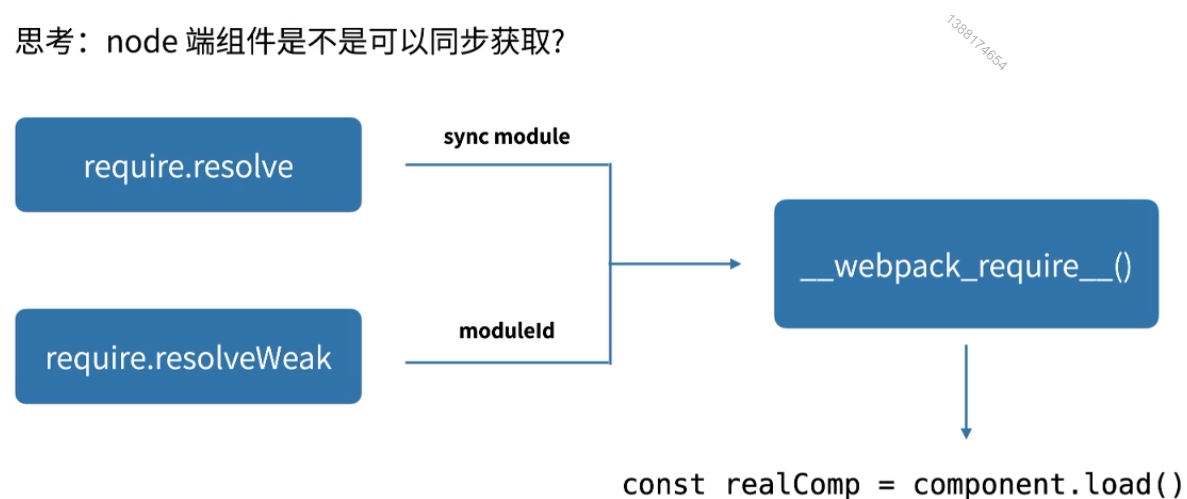 思考：node 端组件是不是可以同步获取?
1388174654
require.resolve
sync module
__webpack_require__()
require.resolveWeak
moduleId
const realComp = component.load()